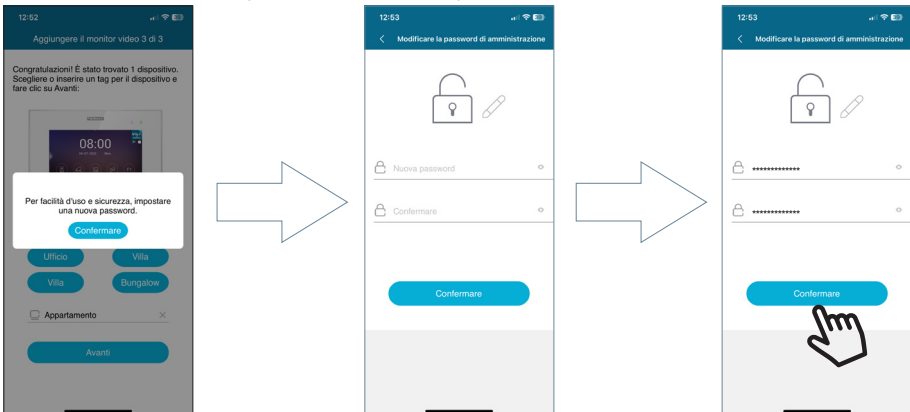 12:52
Aggiungere il monitor video 3 di 3
Congratulazioni! È stato trovato 1 dispositivo.
Scegliere o inserire un tag per il dispositivo e
fare clic su Avanti:
08:00
Per facilità d'uso e sicurezza, impostare
una nuova password.
Confermare
Ufficio
Villa
Villa
Bungalow
Appartamento
Avanti
12:53
Modificare la password di amministrazione
Nuova password
Confermare
Confermare
12:53
Modificare la password di amministrazione
*************
*************
Confermare